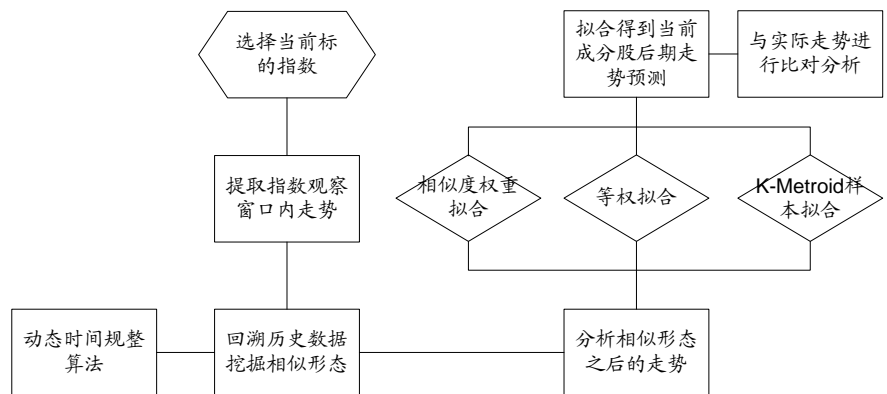 选择当前标
的指数
拟合得到当前
成分股后期走
势预测
与实际走势进
行比对分析
提取指数观察
窗口内走势
相似度权重
拟合
等权拟合
K-Metroid样
本拟合
动态时间规整
算法
回溯历史数据
挖掘相似形态
分析相似形态
之后的走势